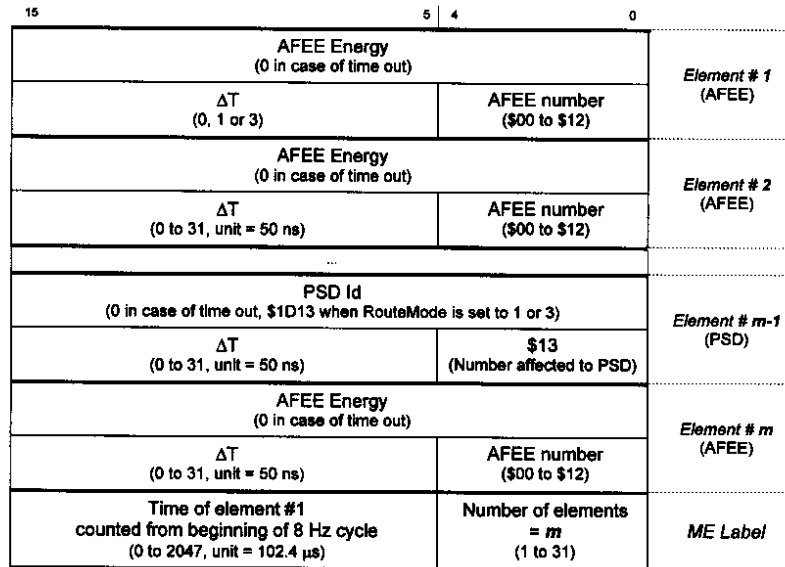 15 5 4 0
AFEE Energy
(0 in case of time out)
Element # 1
(AFEE)
ΔT
(0, 1 or 3)
AFEE number
($00 to $12)
AFEE Energy
(0 in case of time out)
Element # 2
(AFEE)
ΔT
(0 to 31, unit = 50 ns)
AFEE number
($00 to $12)
...
PSD Id
(0 in case of time out, $1D13 when RouteMode is set to 1 or 3)
Element # m-1
(PSD)
ΔT
(0 to 31, unit = 50 ns)
$13
(Number affected to PSD)
AFEE Energy
(0 in case of time out)
Element # m
(AFEE)
ΔT
(0 to 31, unit = 50 ns)
AFEE number
($00 to $12)
Time of element #1
counted from beginning of 8 Hz cycle
(0 to 2047, unit = 102.4 µs)
Number of elements
= m
(1 to 31)
ME Label